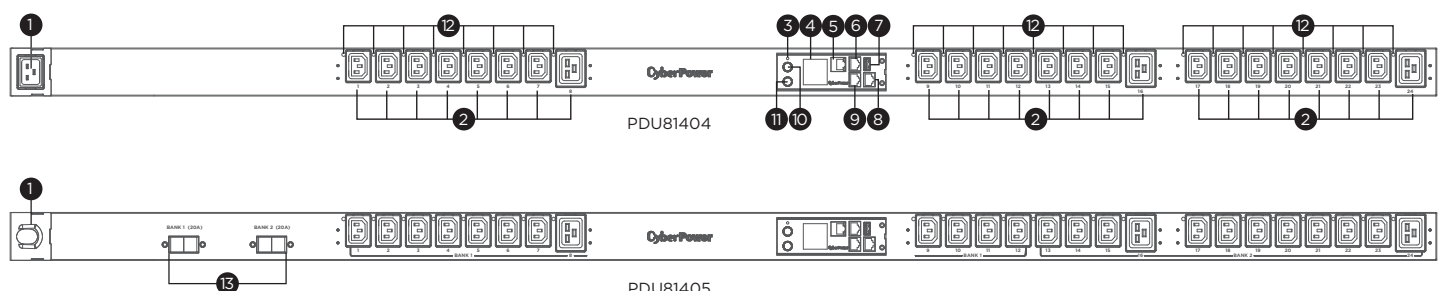 1 12 3 4 5 6 7 12 12
CyberPower
1 2 3 4 5 6 7 8 9 10 11 12 13 14 15 16 17 18 19 20 21 22 23 24
2 11 10 9 8 2 2
PDU81404
1
BANK 1 (20A) BANK 2 (20A)
CyberPower
1 2 3 4 5 6 7 8 9 10 11 12 13 14 15 16 17 18 19 20 21 22 23 24
BANK 1 BANK 1 BANK 2
13
PDU81405